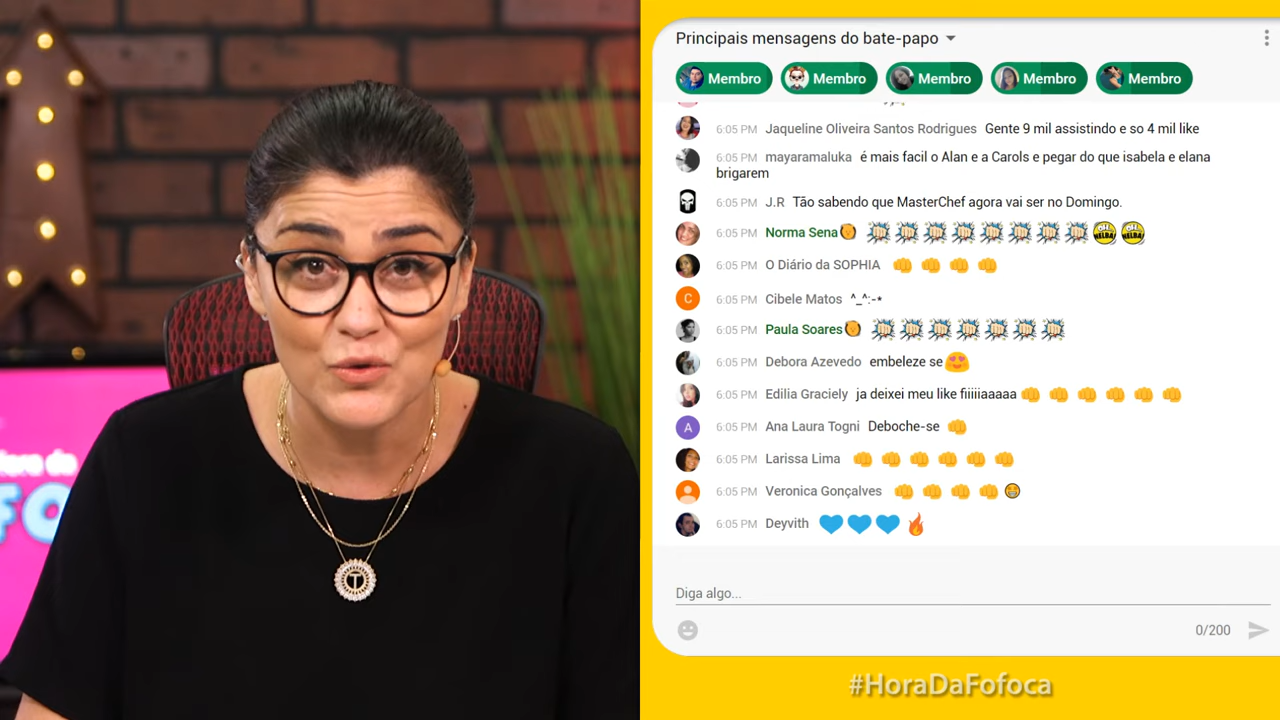 Principais mensagens do bate-papo
Membro Membro Membro Membro Membro
6:05 PM Jaqueline Oliveira Santos Rodrigues Gente 9 mil assistindo e so 4 mil like
6:05 PM mayaramaluka é mais facil o Alan e a Carols e pegar do que isabela e elana
brigarem
6:05 PM J.R Tão sabendo que MasterChef agora vai ser no Domingo.
6:05 PM Norma Sena
6:05 PM O Diário da SOPHIA
6:05 PM Cibele Matos ^_^:-*
6:05 PM Paula Soares
6:05 PM Debora Azevedo embeleze se😍
6:05 PM Edilia Graciely ja deixei meu like fiiiiiaaaaa 👊 👊 👊 👊 👊 👊
A 6:05 PM Ana Laura Togni Deboche-se 👊
6:05 PM Larissa Lima 👊 👊 👊 👊 👊 👊
6:05 PM Veronica Gonçalves 👊 👊 👊 👊 😁
6:05 PM Deyvith 💙 💙 💙 🔥
Diga algo...
0/200
#HoraDaFofoca
T